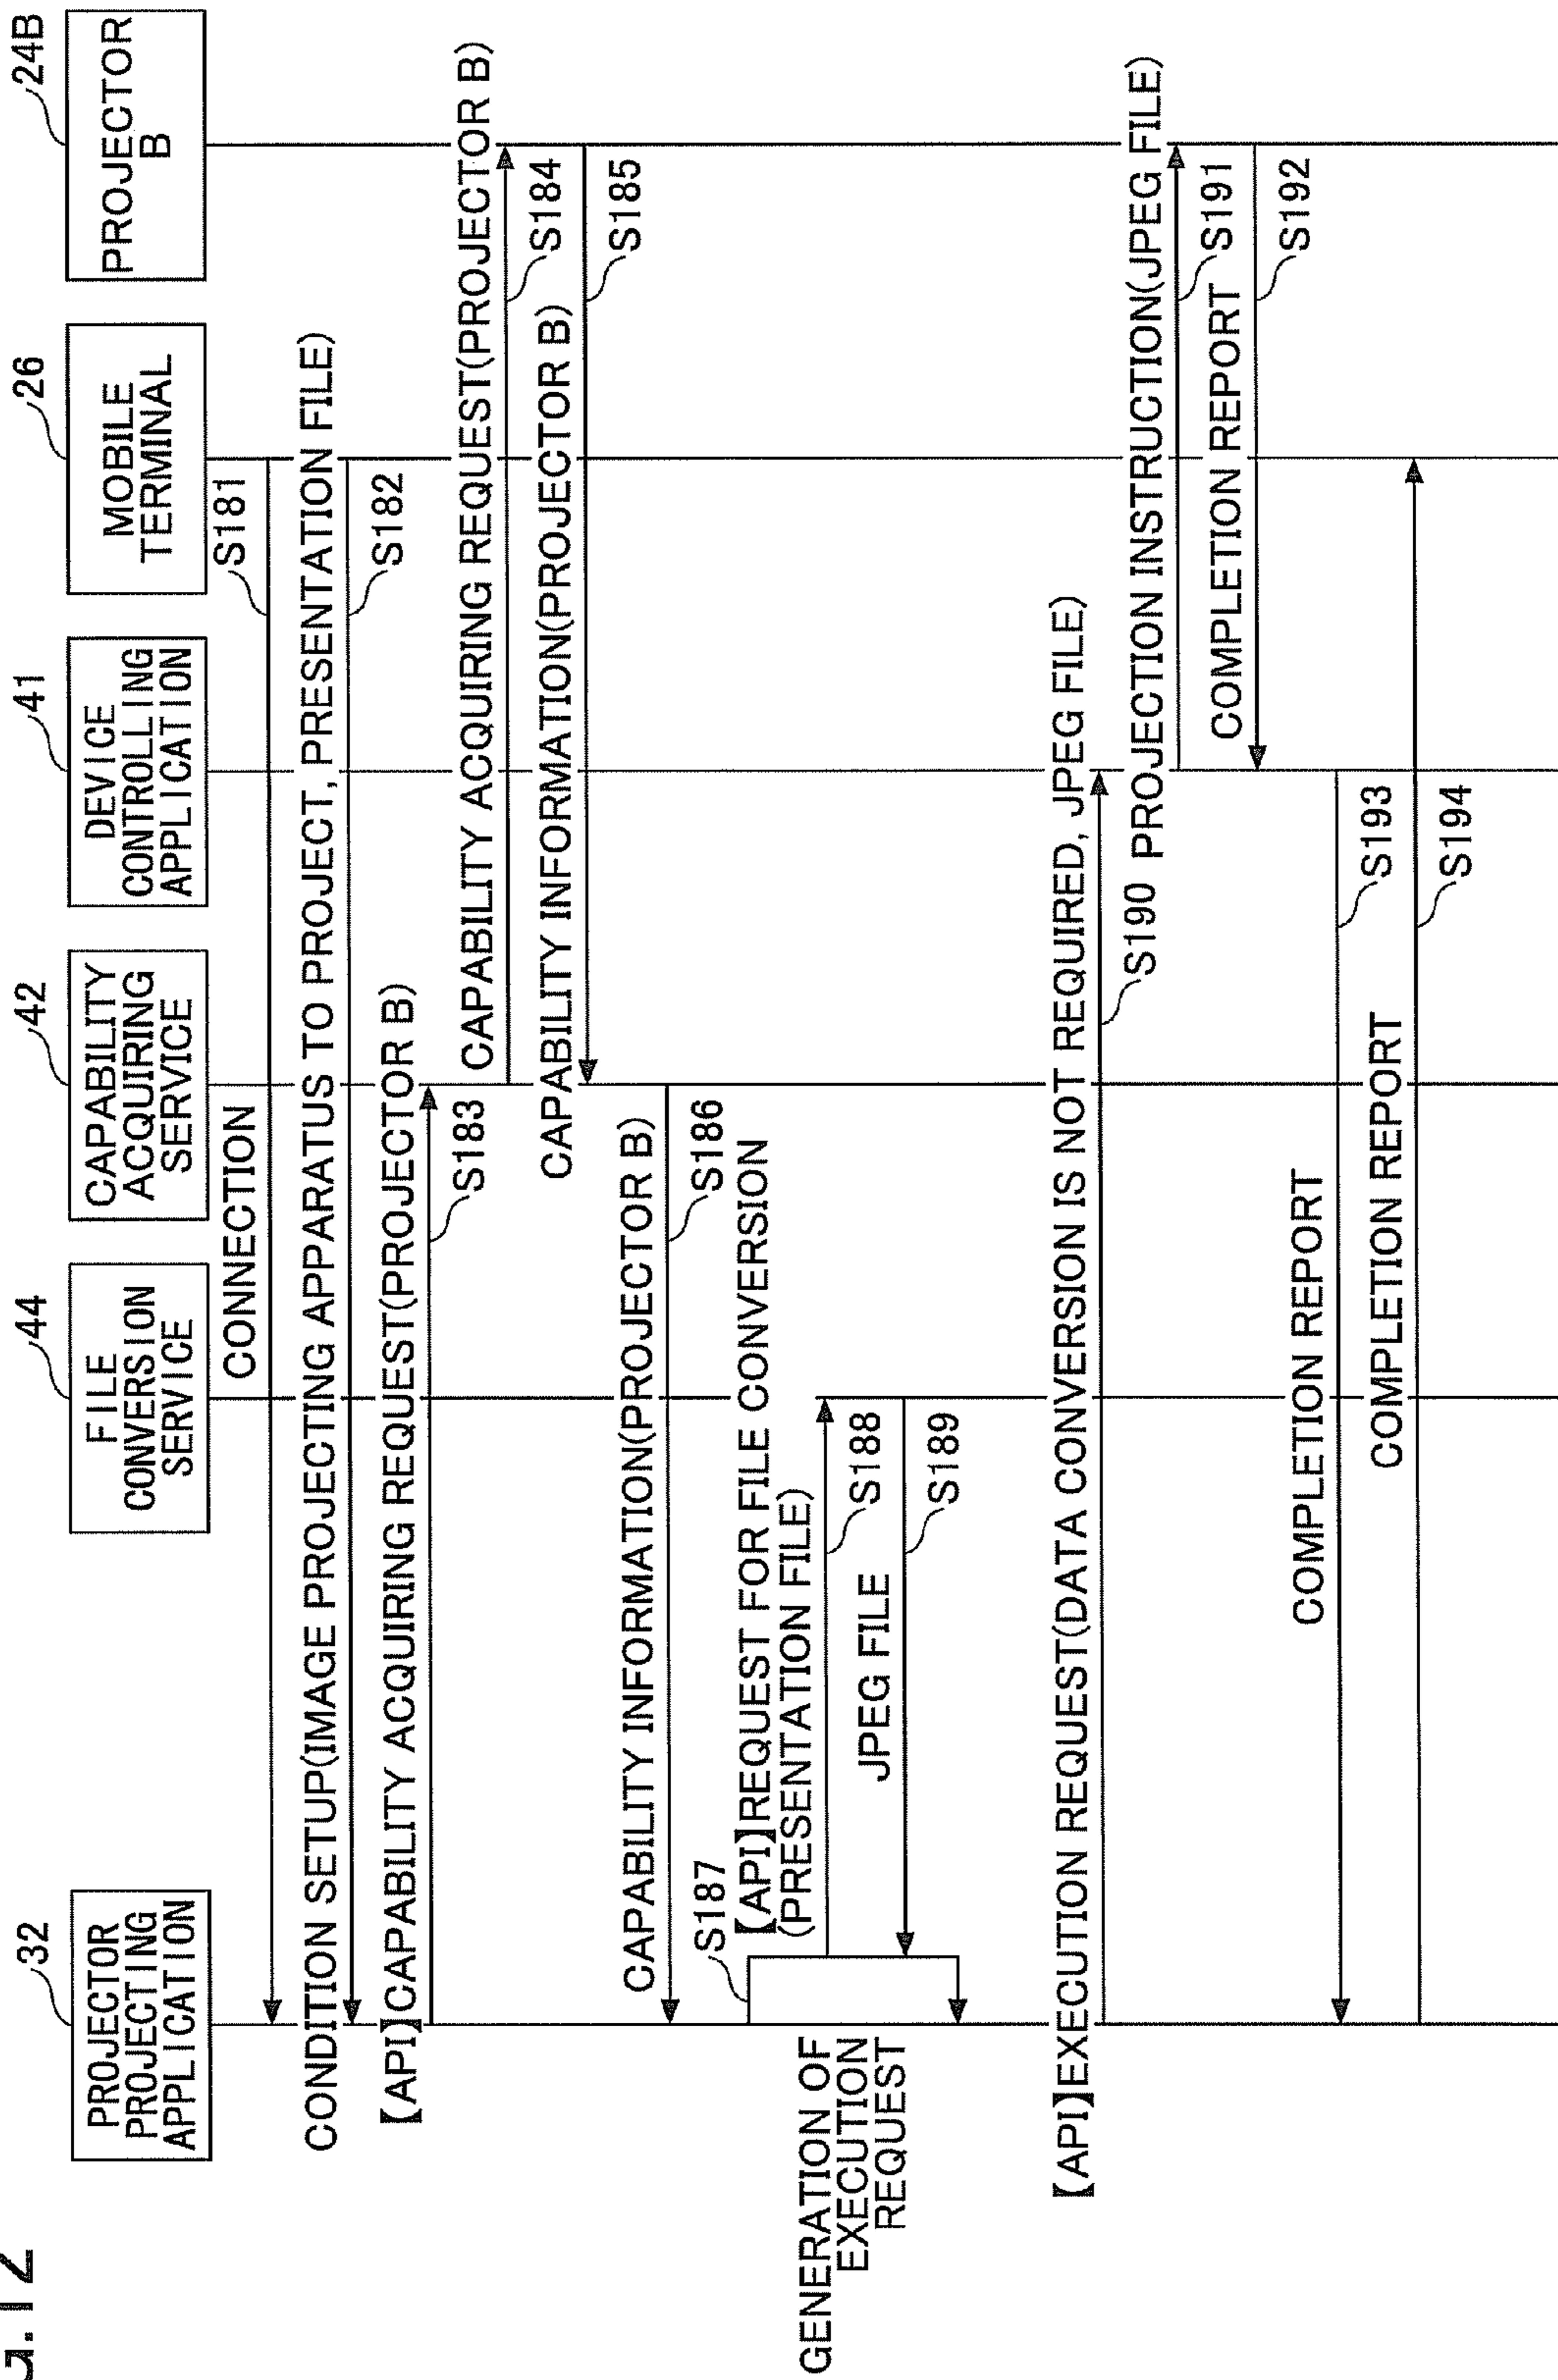 G.12
32
PROJECTOR
PROJECTING
APPLICATION
44
FILE
CONVERSION
SERVICE
42
CAPABILITY
ACQUIRING
SERVICE
41
DEVICE
CONTROLLING
APPLICATION
26
MOBILE
TERMINAL
24B
PROJECTOR
B
CONNECTION
S181
CONDITION SETUP(IMAGE PROJECTING APPARATUS TO PROJECT, PRESENTATION FILE)
S182
【API】CAPABILITY ACQUIRING REQUEST(PROJECTOR B)
S183
CAPABILITY ACQUIRING REQUEST(PROJECTOR B)
S184
CAPABILITY INFORMATION(PROJECTOR B)
S185
CAPABILITY INFORMATION(PROJECTOR B)
S186
S187
GENERATION OF
EXECUTION
REQUEST
【API】REQUEST FOR FILE CONVERSION
(PRESENTATION FILE)
S188
JPEG FILE
S189
【API】EXECUTION REQUEST(DATA CONVERSION IS NOT REQUIRED, JPEG FILE)
S190
PROJECTION INSTRUCTION(JPEG FILE)
S191
COMPLETION REPORT
S192
COMPLETION REPORT
S193
COMPLETION REPORT
S194